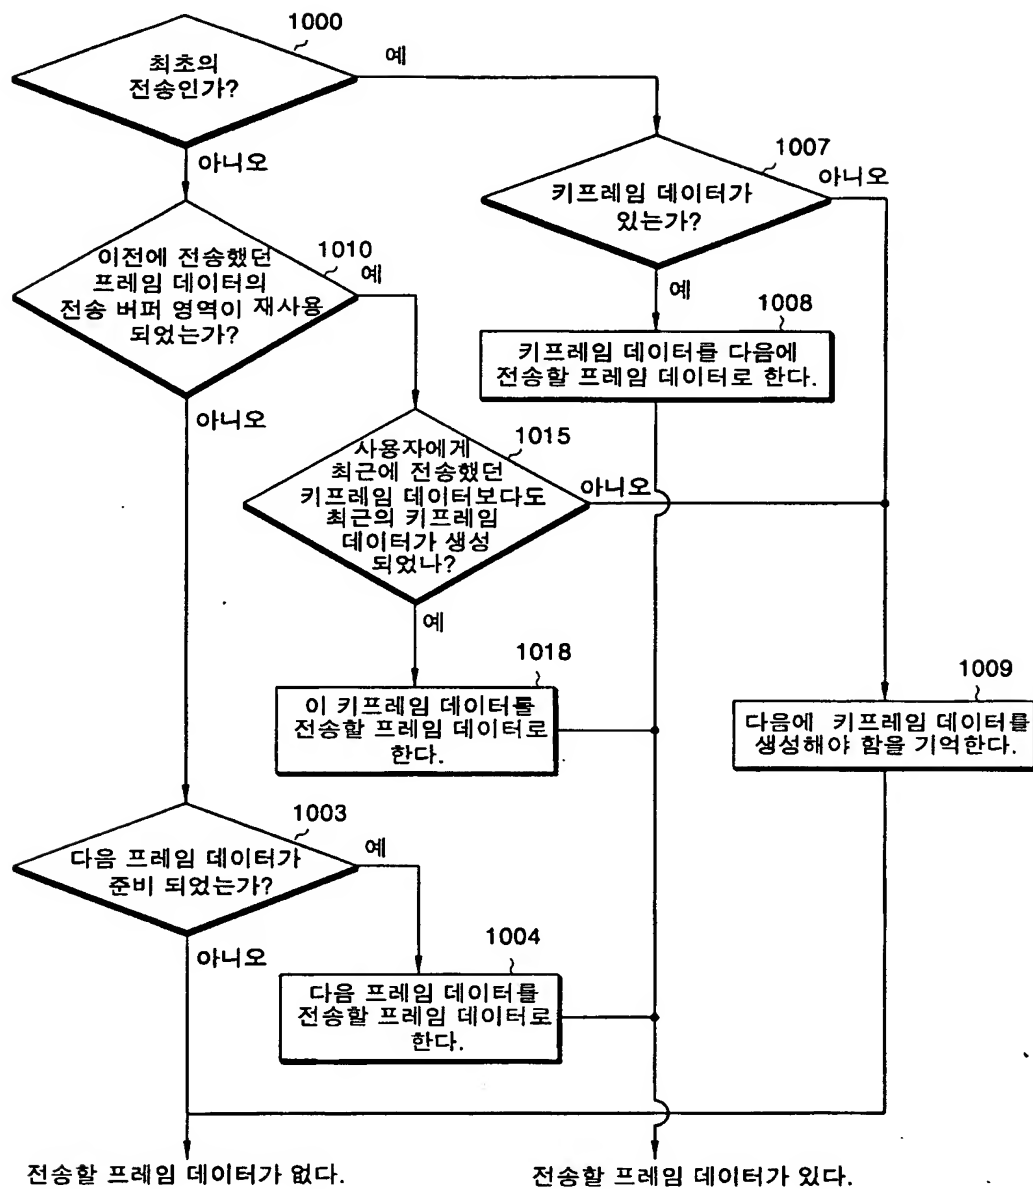 1000
최초의
전송인가?
예
아니오
1007
키프레임 데이터가
있는가?
아니오
예
1010
이전에 전송했던
프레임 데이터의
전송 버퍼 영역이 재사용
되었는가?
예
아니오
1008
키프레임 데이터를 다음에
전송할 프레임 데이터로 한다.
1015
사용자에게
최근에 전송했던
키프레임 데이터보다도
최근의 키프레임
데이터가 생성
되었나?
아니오
예
1018
이 키프레임 데이터를
전송할 프레임 데이터로
한다.
1009
다음에 키프레임 데이터를
생성해야 함을 기억한다.
1003
다음 프레임 데이터가
준비 되었는가?
예
아니오
1004
다음 프레임 데이터를
전송할 프레임 데이터로
한다.
전송할 프레임 데이터가 없다.
전송할 프레임 데이터가 있다.